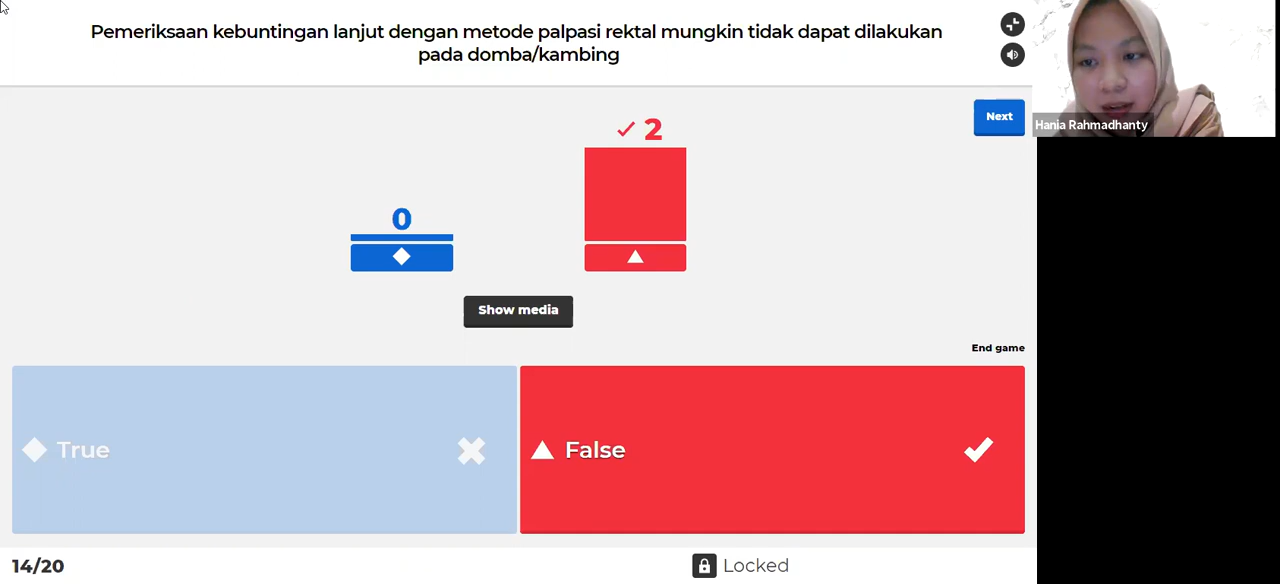 Pemeriksaan kebuntingan lanjut dengan metode palpasi rektal mungkin tidak dapat dilakukan
pada domba/kambing
Next
Hania Rahmadhanty
2
0
Show media
End game
True
False
14/20
Locked